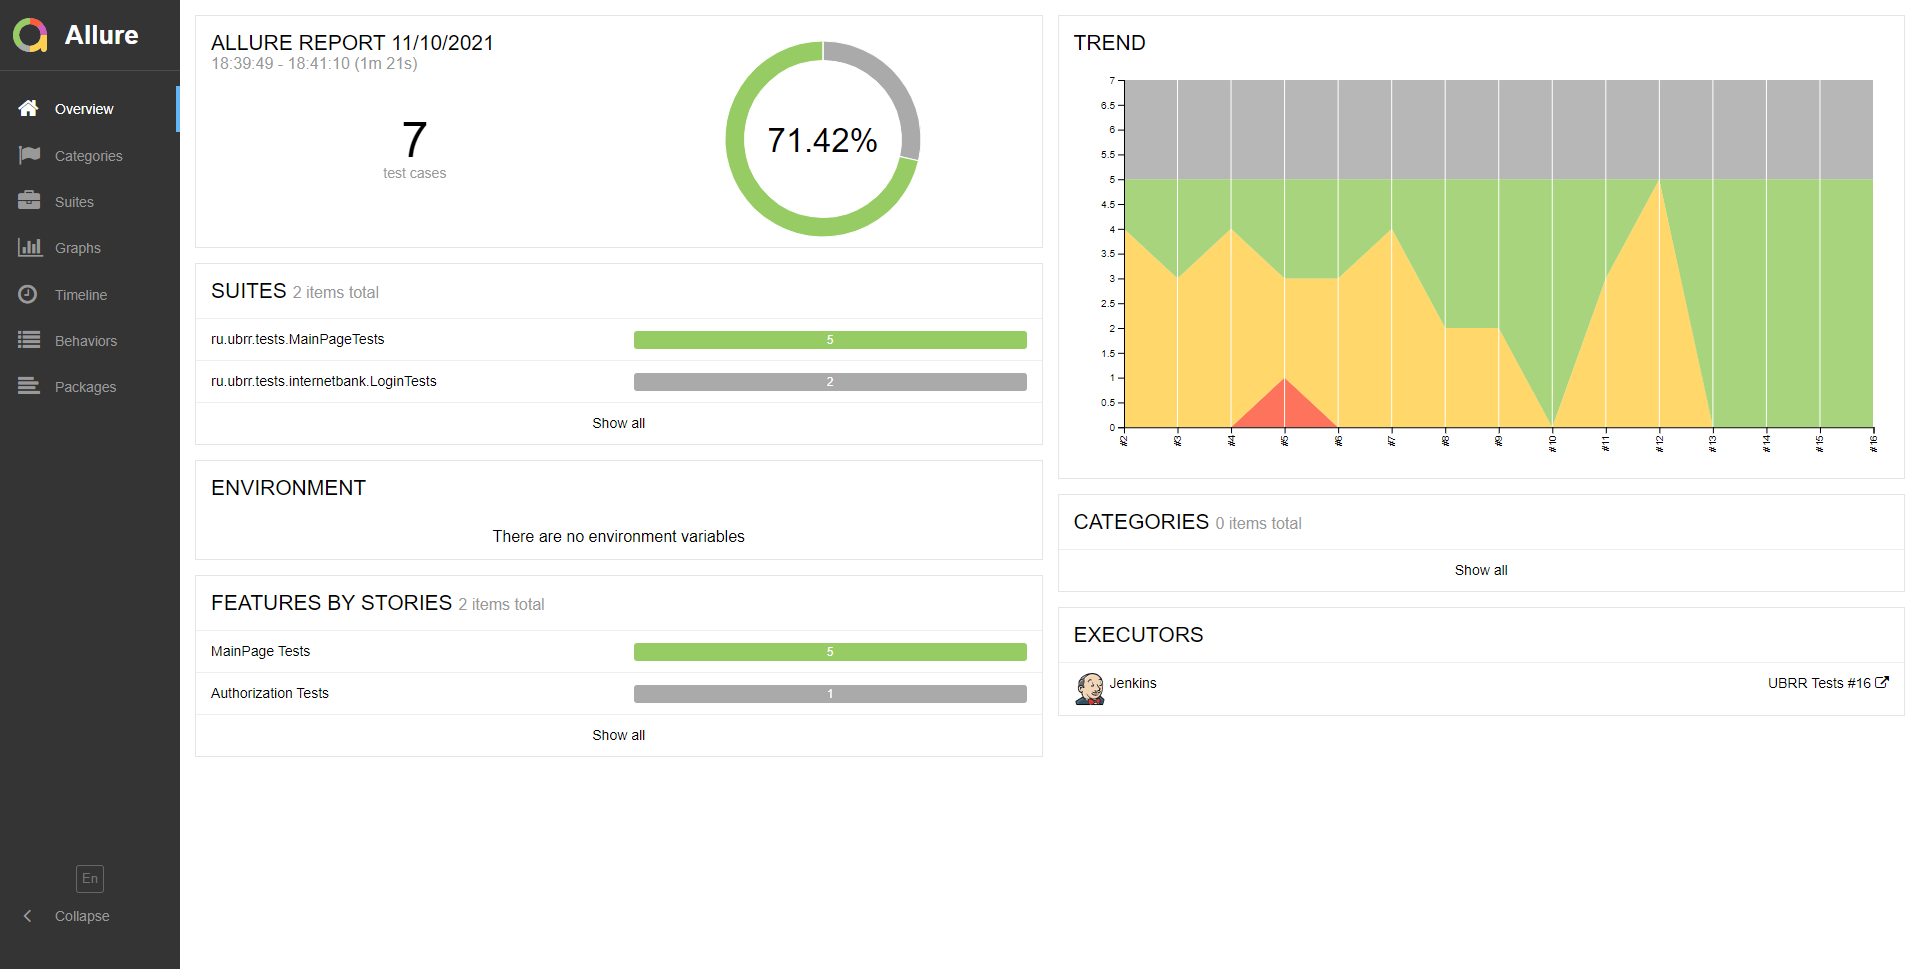 Allure
Overview
Categories
Suites
Graphs
Timeline
Behaviors
Packages
En
Collapse
ALLURE REPORT 11/10/2021
18:39:49 - 18:41:10 (1m 21s)
7
test cases
71.42%
SUITES 2 items total
ru.ubrr.tests.MainPageTests 5
ru.ubrr.tests.internetbank.LoginTests 2
Show all
ENVIRONMENT
There are no environment variables
FEATURES BY STORIES 2 items total
MainPage Tests 5
Authorization Tests 1
Show all
TREND
7
6.5
6
5.5
5
4.5
4
3.5
3
2.5
2
1.5
1
0.5
0
#2 #3 #4 #5 #6 #7 #8 #9 #10 #11 #12 #13 #14 #15 #16
CATEGORIES 0 items total
Show all
EXECUTORS
Jenkins UBRR Tests #16